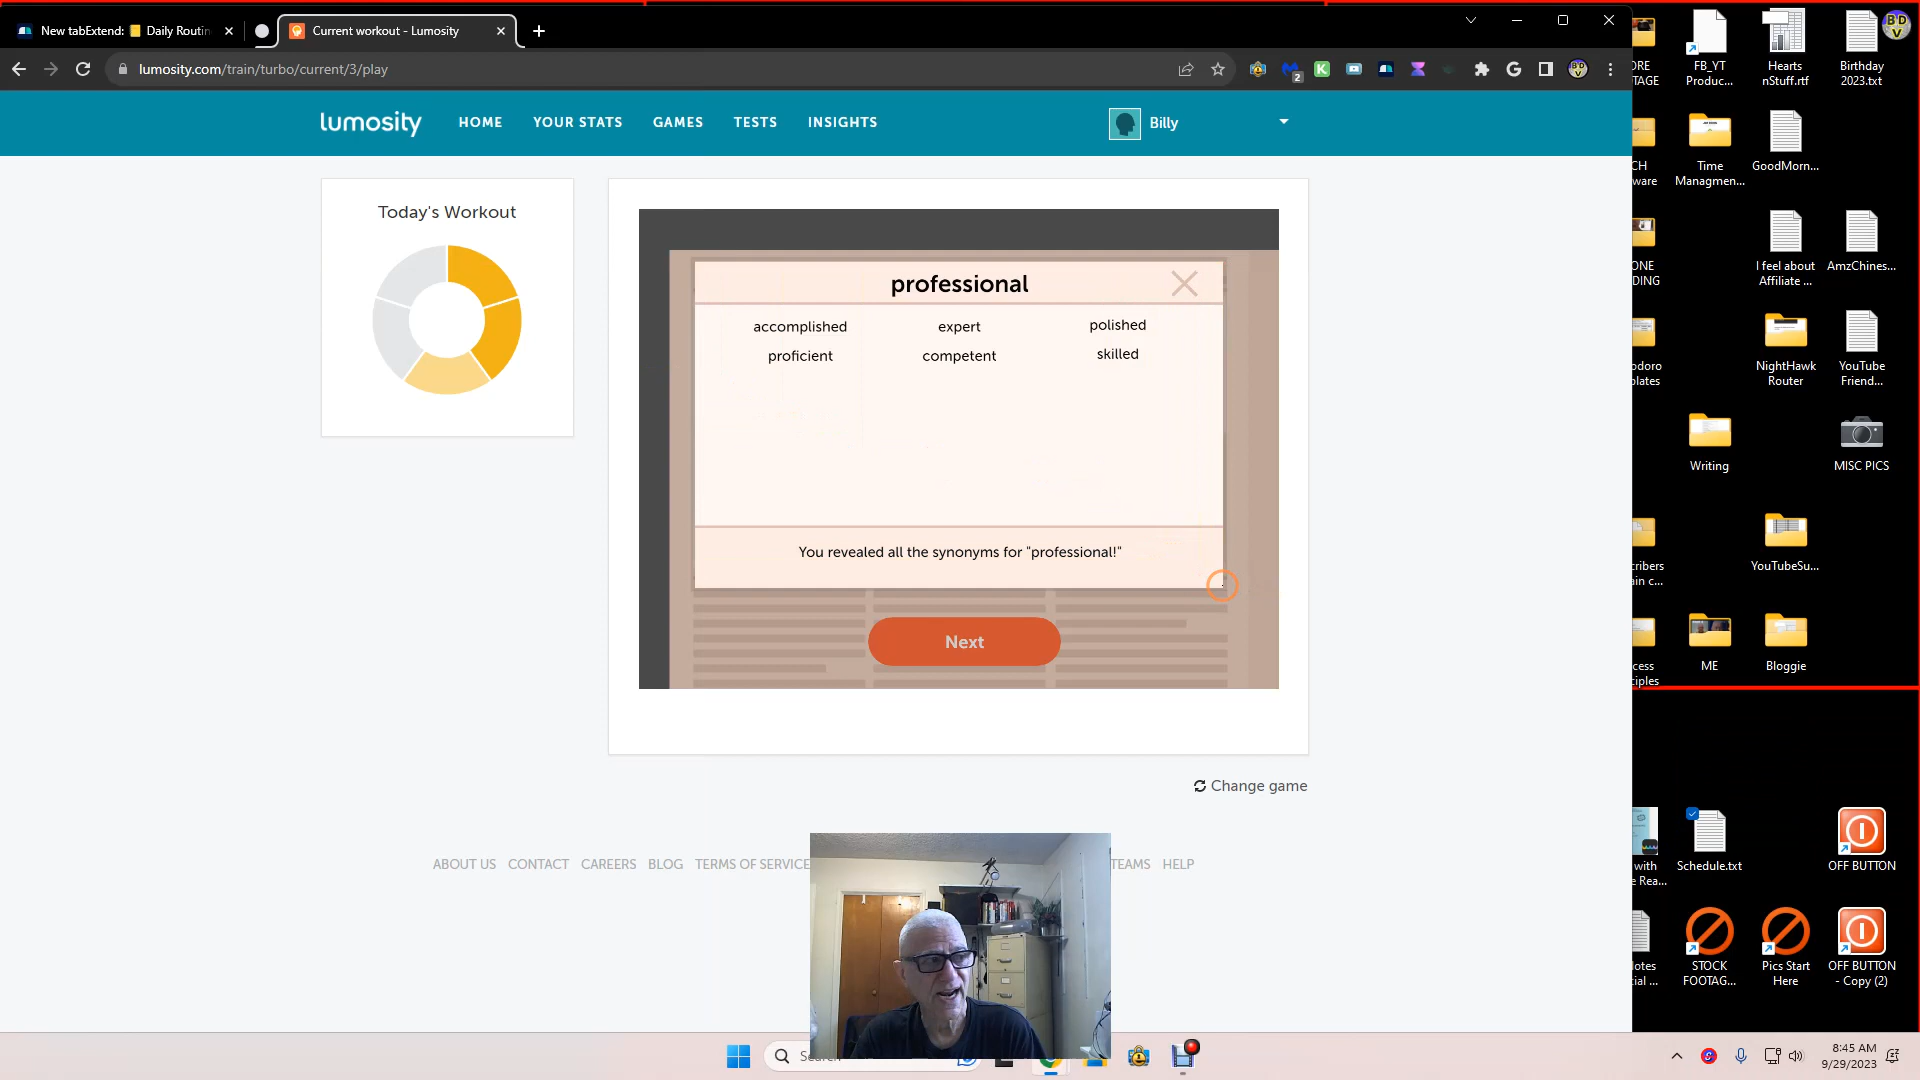 New tabExtend: Daily Routin
Current workout - Lumosity
lumosity.com/train/turbo/current/3/play
2
lumosity
HOME
YOUR STATS
GAMES
TESTS
INSIGHTS
Billy
Today's Workout
professional
accomplished
expert
polished
proficient
competent
skilled
You revealed all the synonyms for "professional!"
Next
Change game
ABOUT US
CONTACT
CAREERS
BLOG
TERMS OF SERVICE
TEAMS
HELP
FB_YT
Produc...
Hearts
nStuff.rtf
Birthday
2023.txt
BD
V
Time
Managmen...
GoodMorn...
I feel about
Affiliate ...
AmzChines...
NightHawk
Router
YouTube
Friend...
Writing
MISC PICS
YouTubeSu...
ME
Bloggie
Schedule.txt
OFF BUTTON
STOCK
FOOTAG...
Pics Start
Here
OFF BUTTON
- Copy (2)
8:45 AM
9/29/2023